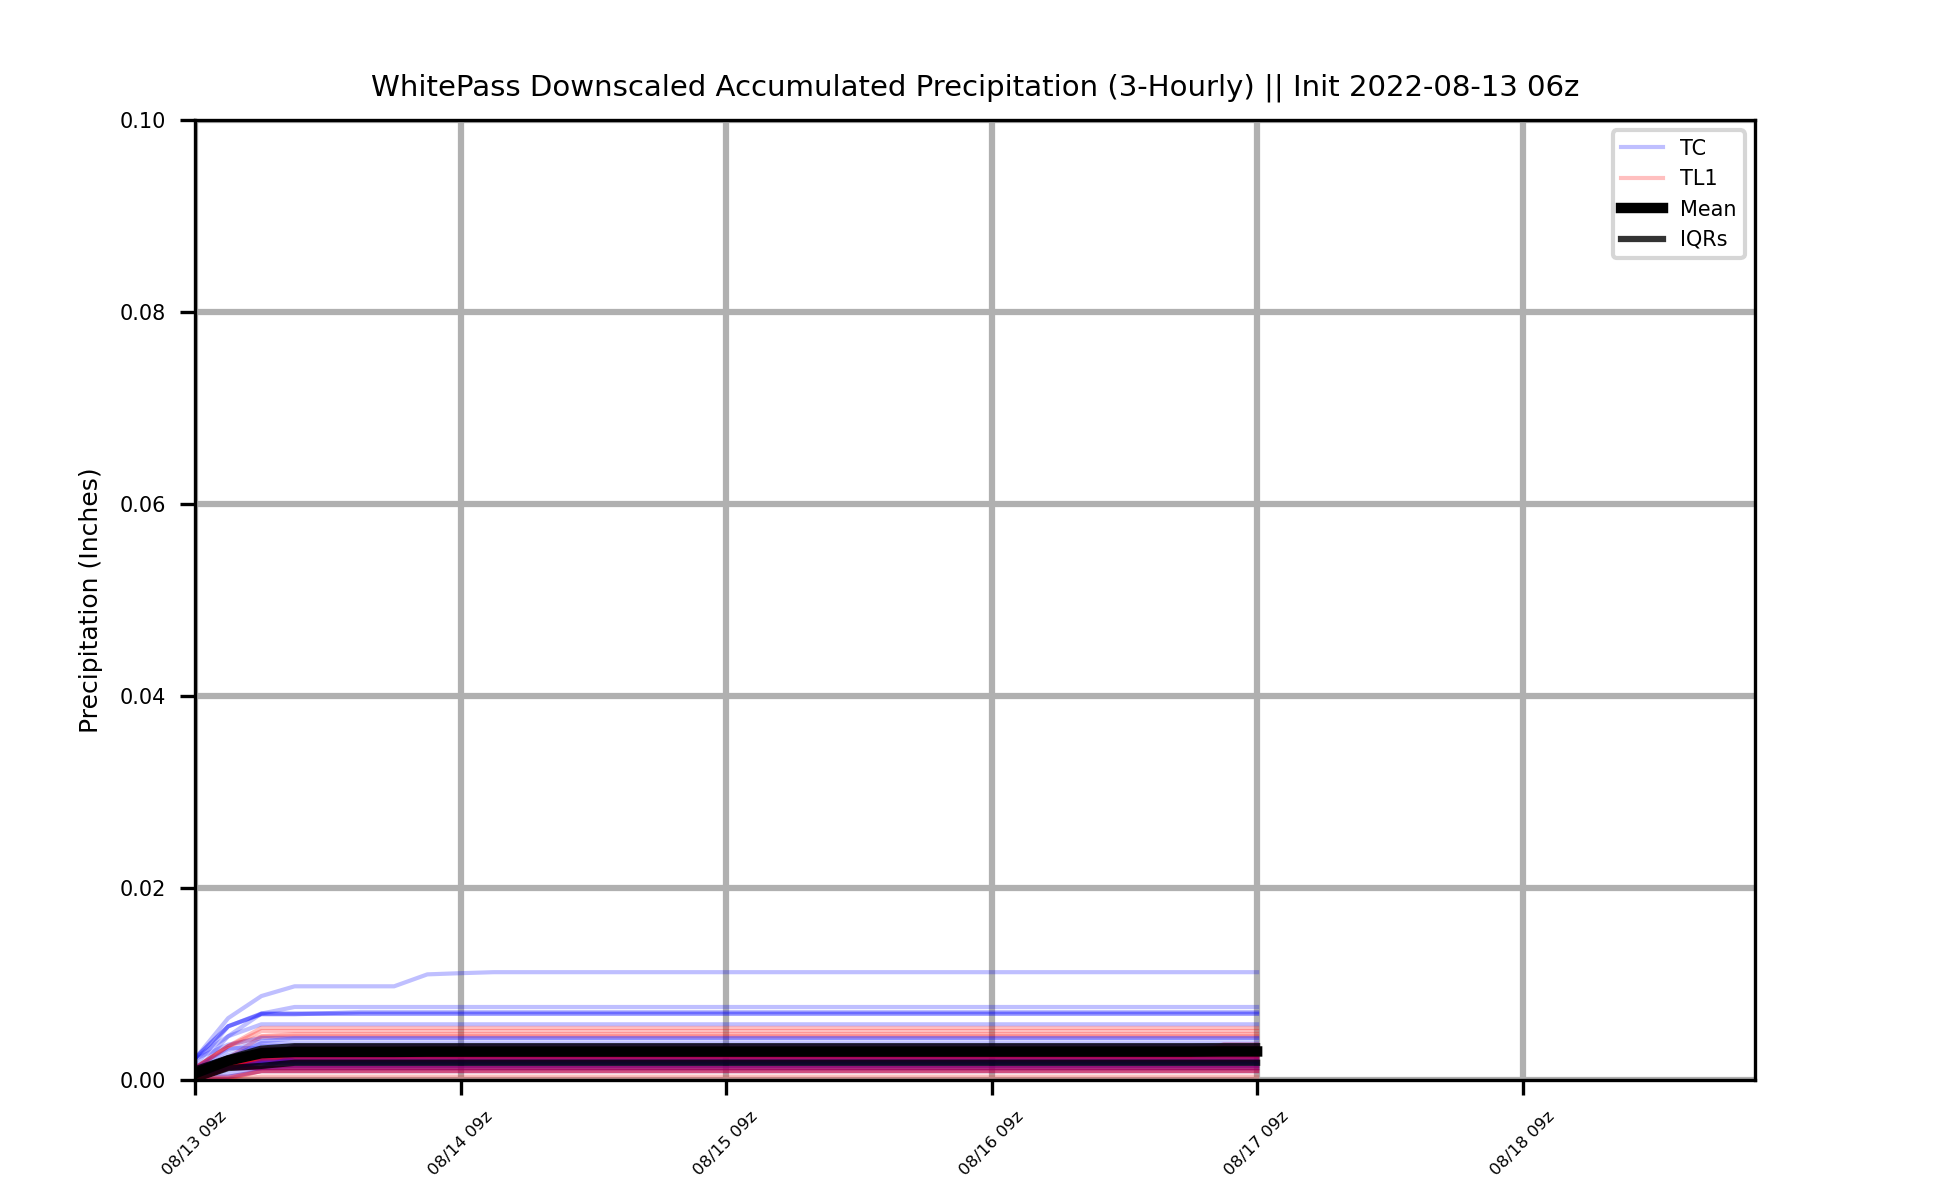 WhitePass Downscaled Accumulated Precipitation (3-Hourly) || Init 2022-08-13 06z
0.10
0.08
0.06
0.04
0.02
0.00
Precipitation (Inches)
TC
TL1
Mean
IQRs
08/13 09z
08/14 09z
08/15 09z
08/16 09z
08/17 09z
08/18 09z